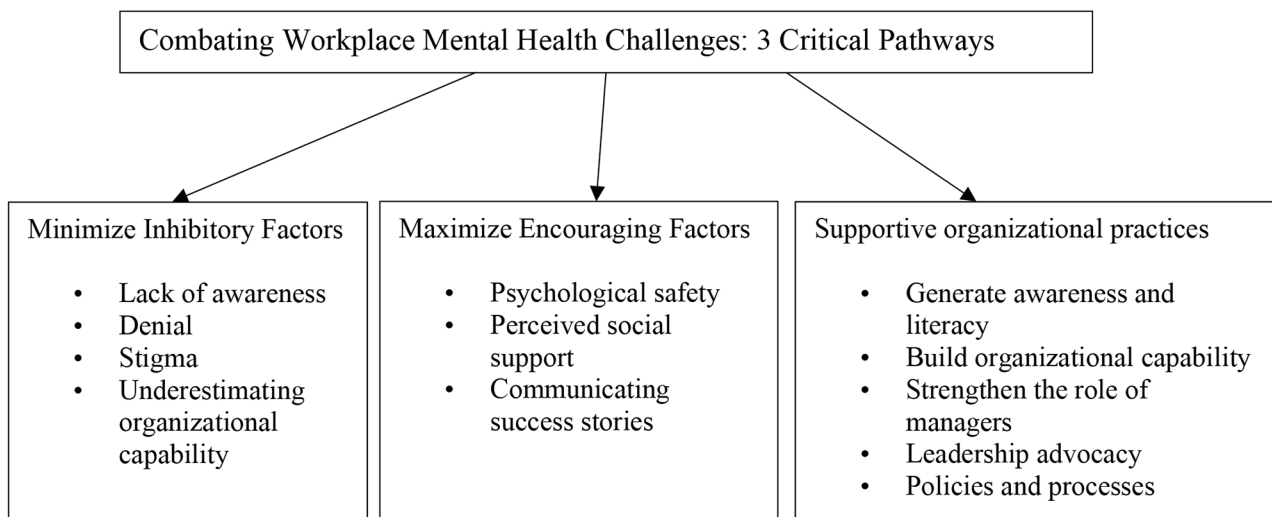 Combating Workplace Mental Health Challenges: 3 Critical Pathways
Minimize Inhibitory Factors
• Lack of awareness
• Denial
• Stigma
• Underestimating
organizational
capability
Maximize Encouraging Factors
• Psychological safety
• Perceived social
support
• Communicating
success stories
Supportive organizational practices
• Generate awareness and
literacy
• Build organizational capability
• Strengthen the role of
managers
• Leadership advocacy
• Policies and processes